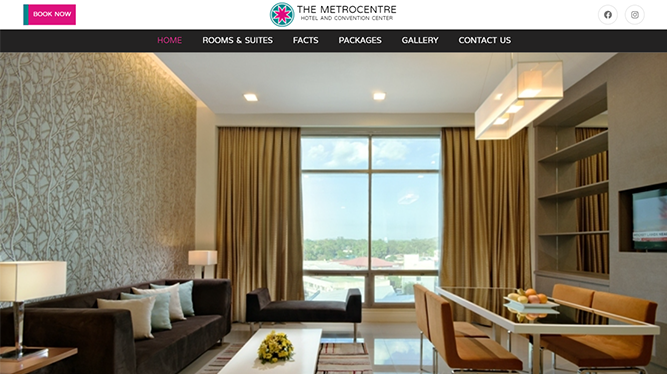 BOOK NOW
THE METROCENTRE
HOTEL AND CONVENTION CENTER
HOME ROOMS & SUITES FACTS PACKAGES GALLERY CONTACT US